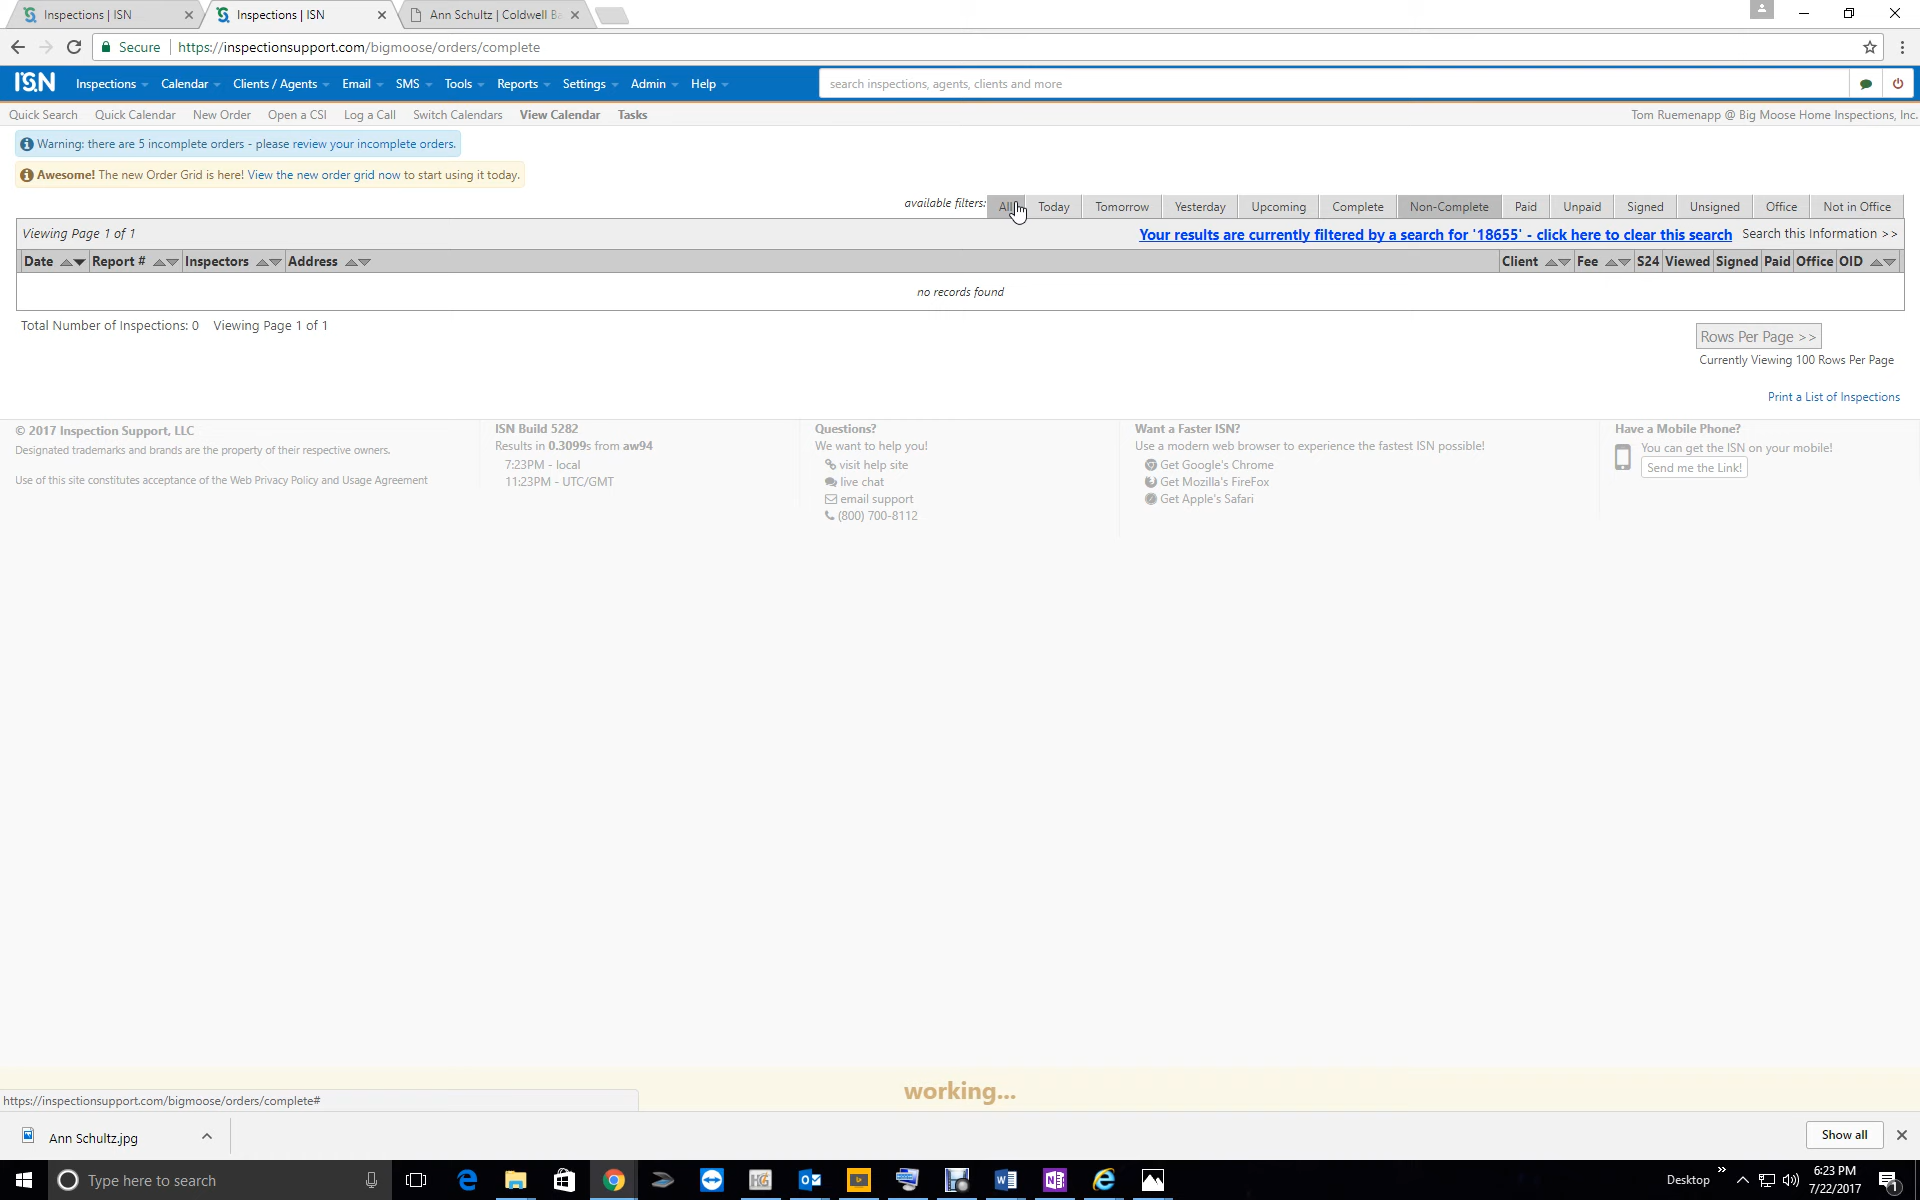 Inspections | ISN
Inspections | ISN
Ann Schultz | Coldwell Ba
Secure
https://inspectionsupport.com/bigmoose/orders/complete
ISN Inspections Calendar Clients / Agents Email SMS Tools Reports Settings Admin Help
search inspections, agents, clients and more
Quick Search Quick Calendar New Order Open a CSI Log a Call Switch Calendars View Calendar Tasks
Tom Ruemenapp @ Big Moose Home Inspections, Inc.
Warning: there are 5 incomplete orders - please review your incomplete orders.
Awesome! The new Order Grid is here! View the new order grid now to start using it today.
available filters: All Today Tomorrow Yesterday Upcoming Complete Non-Complete Paid Unpaid Signed Unsigned Office Not in Office
Viewing Page 1 of 1
Your results are currently filtered by a search for '18655' - click here to clear this search
Search this Information >>
Date Report # Inspectors Address Client Fee S24 Viewed Signed Paid Office OID
no records found
Total Number of Inspections: 0 Viewing Page 1 of 1
Rows Per Page >>
Currently Viewing 100 Rows Per Page
Print a List of Inspections
© 2017 Inspection Support, LLC
Designated trademarks and brands are the property of their respective owners.
Use of this site constitutes acceptance of the Web Privacy Policy and Usage Agreement
ISN Build 5282
Results in 0.3099s from aw94
7:23PM - local
11:23PM - UTC/GMT
Questions?
We want to help you!
visit help site
live chat
email support
(800) 700-8112
Want a Faster ISN?
Use a modern web browser to experience the fastest ISN possible!
Get Google's Chrome
Get Mozilla's FireFox
Get Apple's Safari
Have a Mobile Phone?
You can get the ISN on your mobile!
Send me the Link!
working...
https://inspectionsupport.com/bigmoose/orders/complete#
Ann Schultz.jpg
Show all
Type here to search
Desktop
6:23 PM
7/22/2017
1